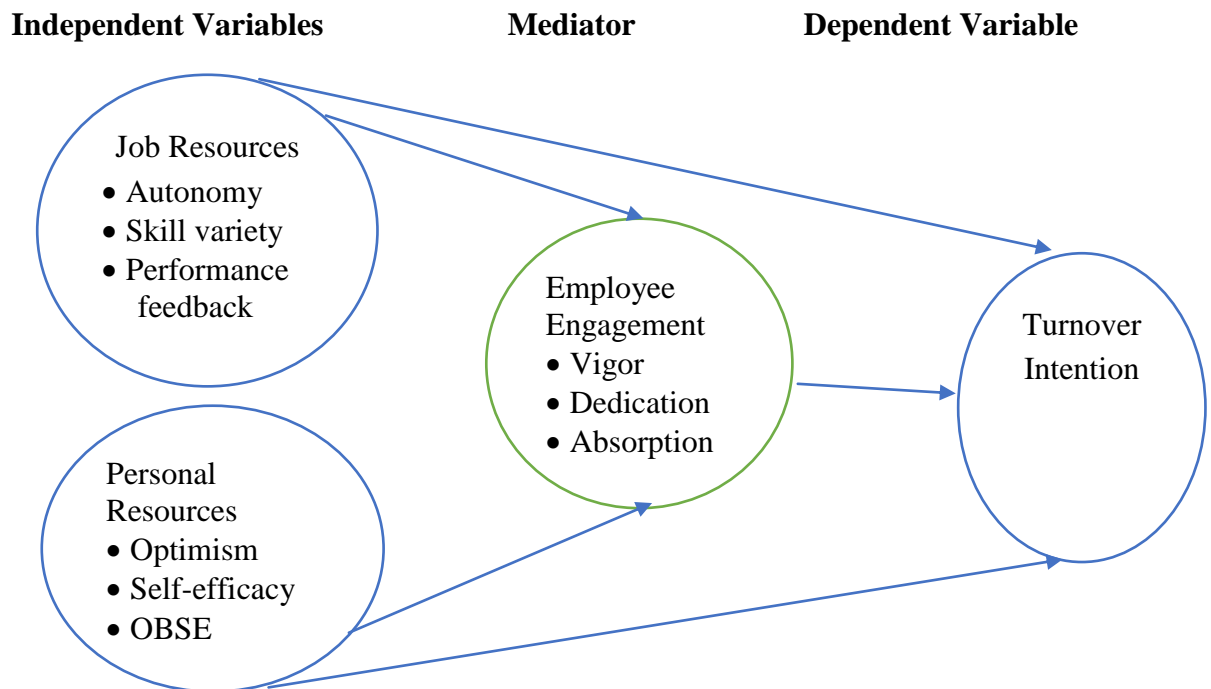 Independent Variables Mediator Dependent Variable
Job Resources
• Autonomy
• Skill variety
• Performance
feedback
Employee
Engagement
• Vigor
• Dedication
• Absorption
Turnover
Intention
Personal
Resources
• Optimism
• Self-efficacy
• OBSE